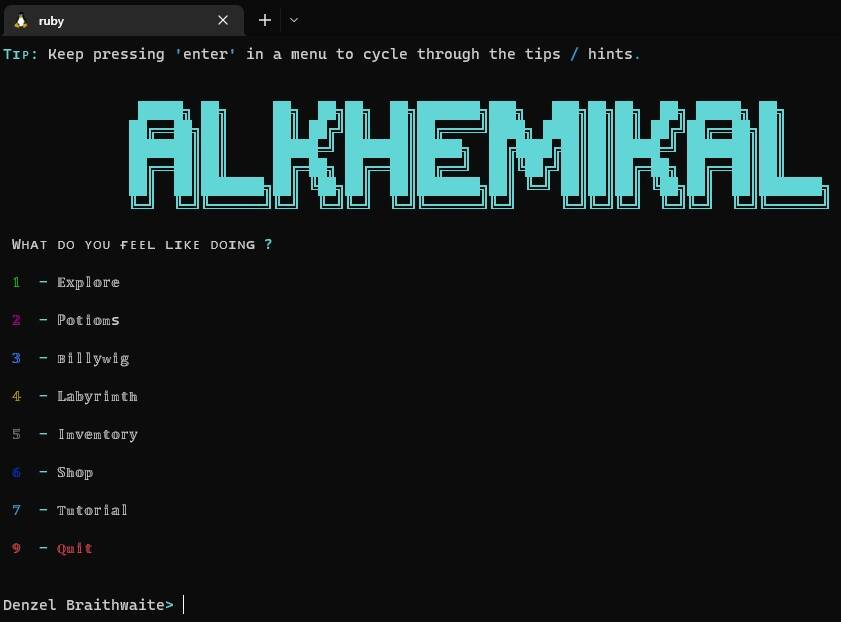 ruby
TIP: Keep pressing 'enter' in a menu to cycle through the tips / hints.
ALKHEMIKAL
WHAT DO YOU FEEL LIKE DOING ?
1 - Explore
2 - Potions
3 - Billywig
4 - Labyrinth
5 - Inventory
6 - Shop
7 - Tutorial
9 - Quit
Denzel Braithwaite>